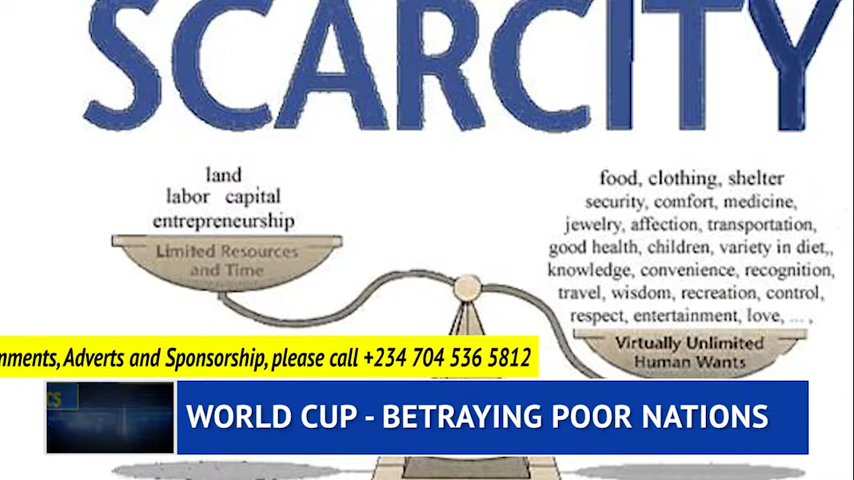 SCARCITY
land
labor capital
entrepreneurship
Limited Resources
and Time
food, clothing, shelter
security, comfort, medicine,
jewelry, affection, transportation,
good health, children, variety in diet,,
knowledge, convenience, recognition,
travel, wisdom, recreation, control,
respect, entertainment, love, ... ,
Virtually Unlimited
Human Wants
nments, Adverts and Sponsorship, please call +234 704 536 5812
WORLD CUP - BETRAYING POOR NATIONS